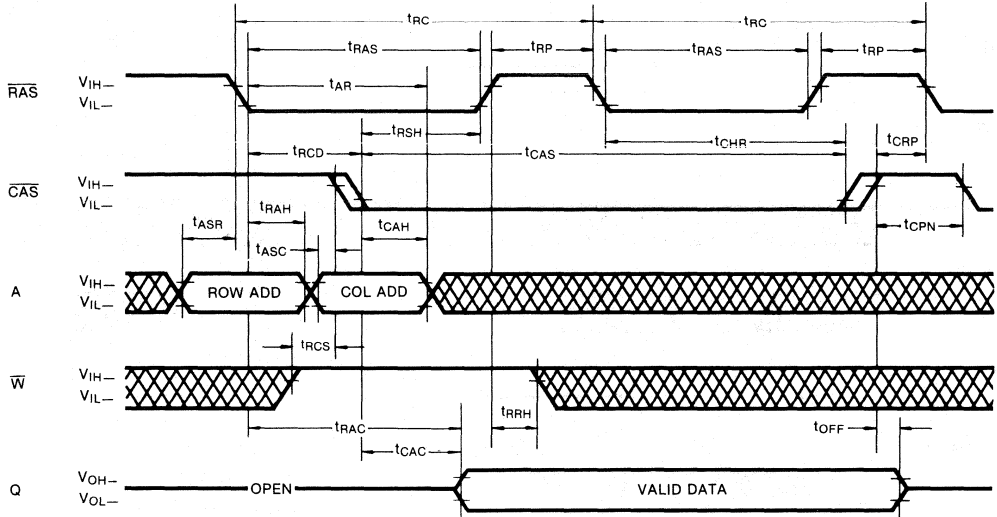 tRC tRC
tRAS tRP tRAS tRP
RAS VIH VIL tAR
tRSH tCHR tCRP
tRCD tCAS
CAS VIH VIL
tASR tRAH tCAH tCPN
tASC
A VIH VIL ROW ADD COL ADD
tRCS
W VIH VIL
tRRH
tRAC tOFF
tCAC
Q VOH VOL OPEN VALID DATA